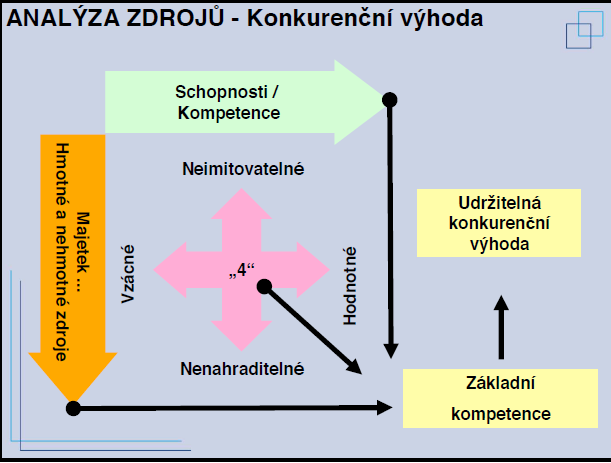 ANALÝZA ZDROJŮ - Konkurenční výhoda
Schopnosti /
Kompetence
Majetek ...
Hmotné a nehmotné zdroje
Neimitovatelné
Vzácné
„4“
Hodnotné
Nenahraditelné
Udržitelná
konkurenční
výhoda
Základní
kompetence